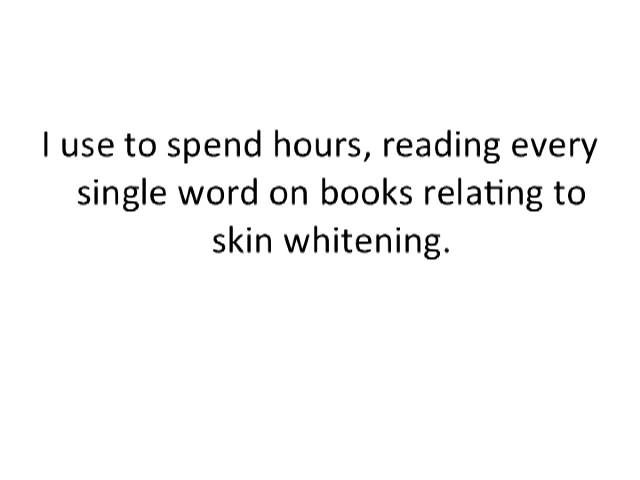 I use to spend hours, reading every
single word on books relating to
skin whitening.